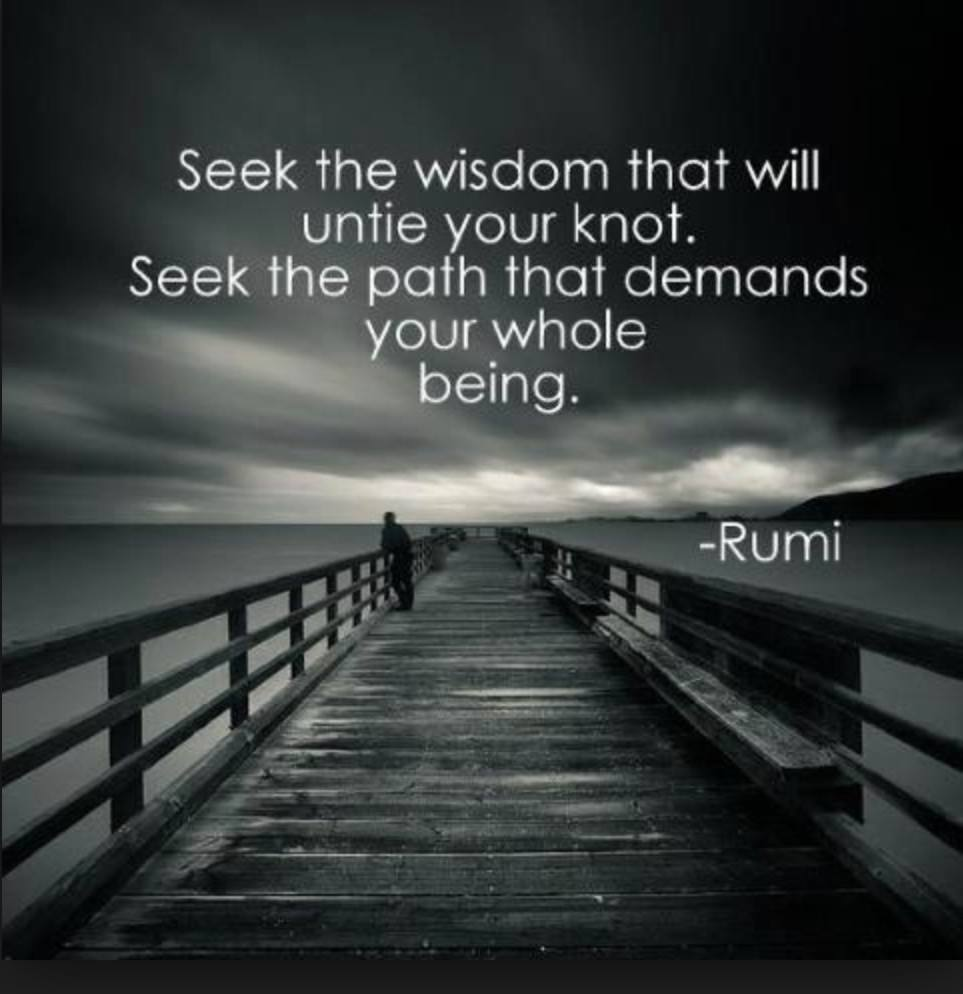 Seek the wisdom that will
untie your knot.
Seek the path that demands
your whole
being.
-Rumi